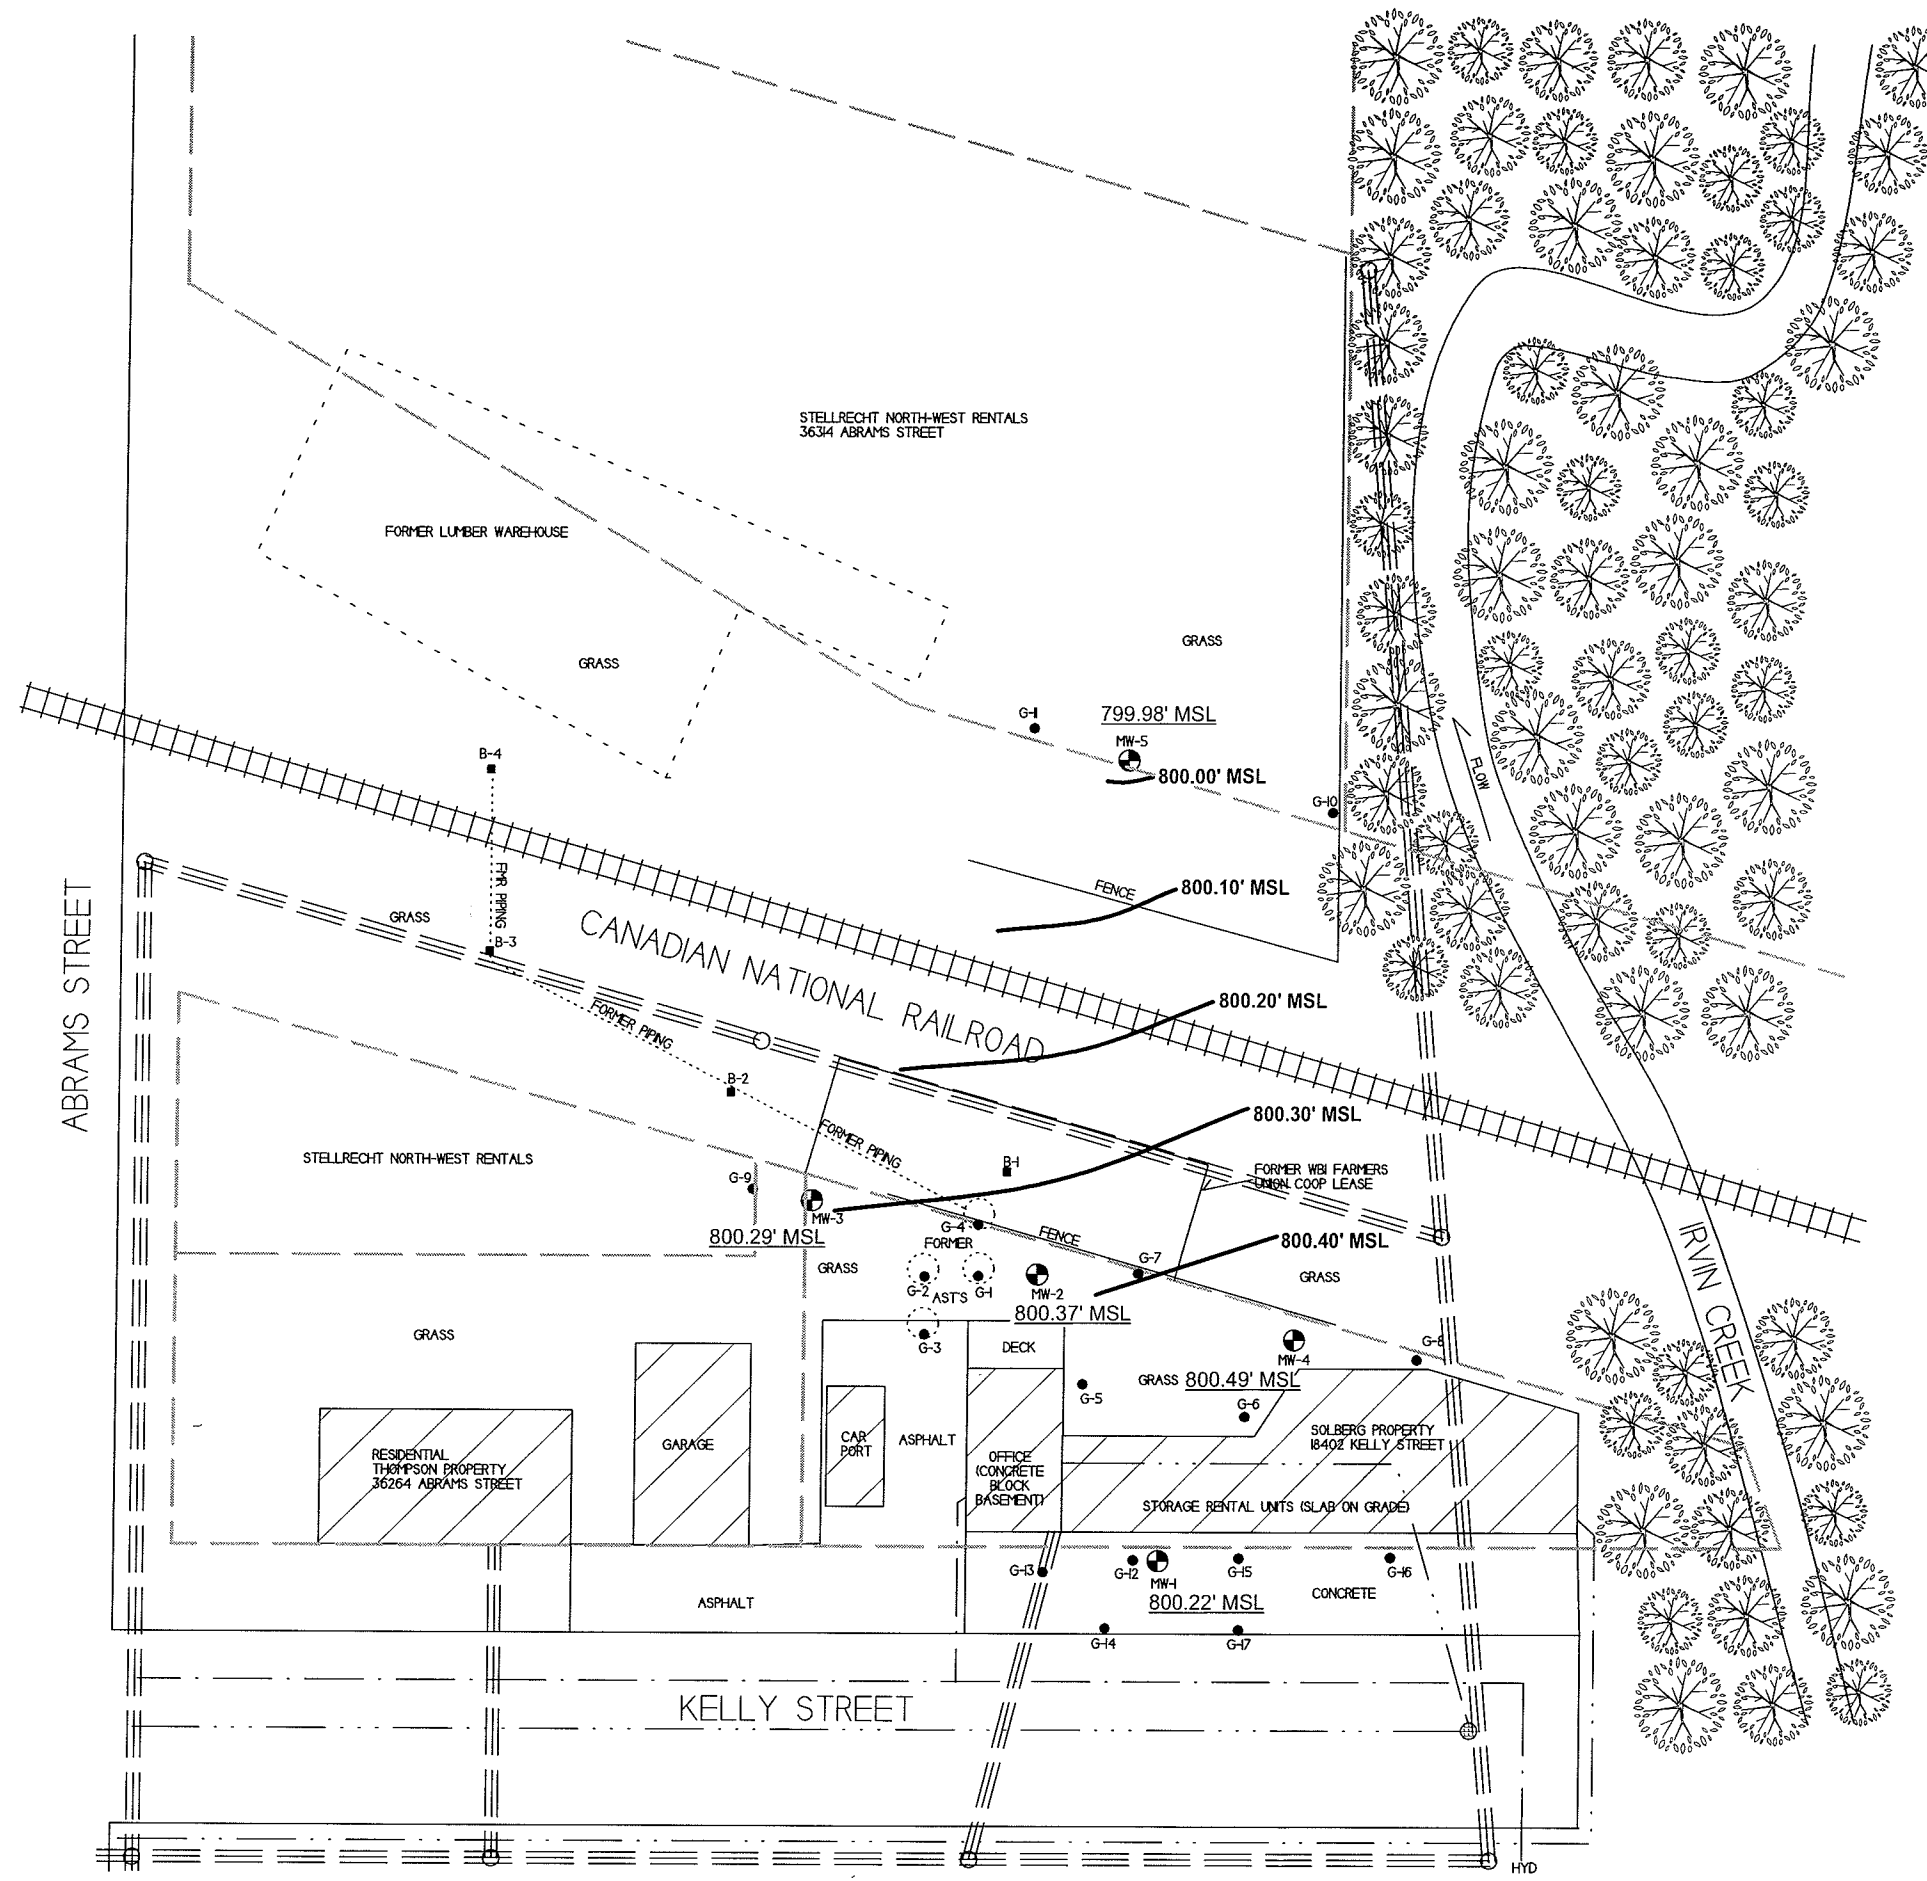 STELLRECHT NORTH-WEST RENTALS
36314 ABRAMS STREET
FORMER LUMBER WAREHOUSE
GRASS
GRASS
G-11
799.98' MSL
MW-5
800.00' MSL
B-4
G-10
FLOW
FMR PIPING
FENCE
800.10' MSL
ABRAMS STREET
GRASS
B-3
CANADIAN NATIONAL RAILROAD
800.20' MSL
FORMER PIPING
B-2
800.30' MSL
FORMER PIPING
STELLRECHT NORTH-WEST RENTALS
B-1
FORMER WBI FARMERS
UNION COOP LEASE
G-9
MW-3
800.29' MSL
G-4
FORMER
FENCE
800.40' MSL
IRVIN CREEK
GRASS
G-7
GRASS
G-2
AST'S
G-1
MW-2
800.37' MSL
GRASS
G-3
DECK
MW-4
G-8
GRASS
800.49' MSL
G-5
G-6
SOLBERG PROPERTY
18402 KELLY STREET
RESIDENTIAL
THOMPSON PROPERTY
36264 ABRAMS STREET
GARAGE
CAR
PORT
ASPHALT
OFFICE
(CONCRETE
BLOCK
BASEMENT)
STORAGE RENTAL UNITS (SLAB ON GRADE)
G-13
G-12
MW-1
G-15
G-16
800.22' MSL
CONCRETE
ASPHALT
G-14
G-17
KELLY STREET
HYD